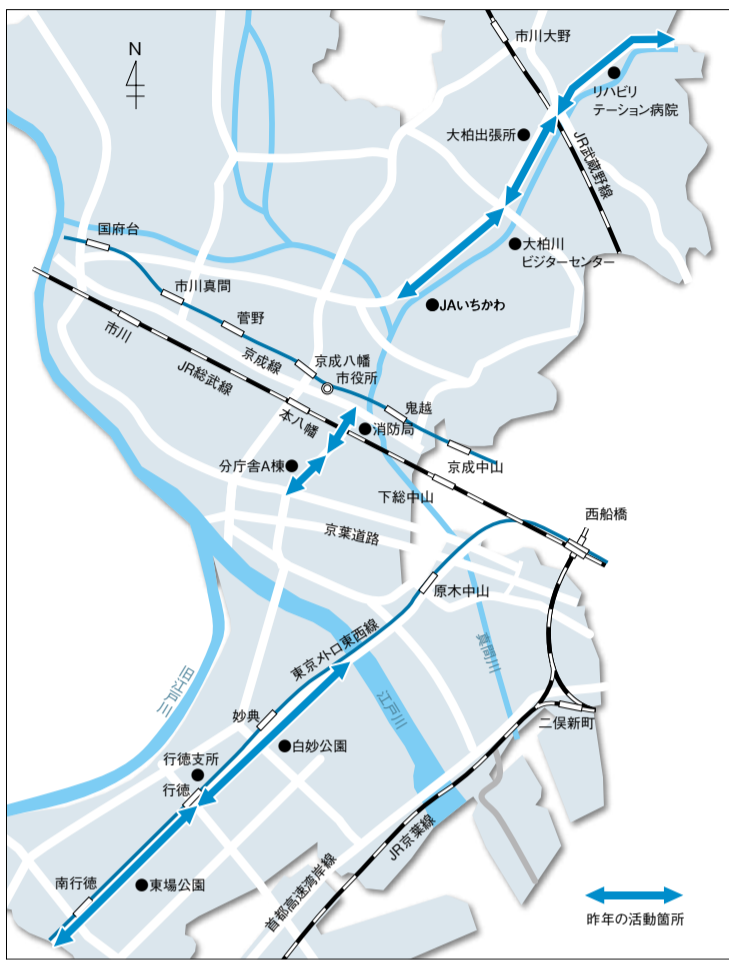 N
市川大野
リハビリ
テーション病院
大柏出張所
JR武蔵野線
国府台
大柏川
ビジターセンター
市川真間
JAいちかわ
菅野
市川
京成線
京成八幡
市役所
JR総武線
鬼越
本八幡
消防局
京成中山
分庁舎A棟
下総中山
西船橋
京葉道路
原木中山
東京メトロ東西線
真間川
旧江戸川
江戸川
妙典
二俣新町
白妙公園
行徳支所
行徳
JR京葉線
首都高速湾岸線
南行徳
東場公園
昨年の活動箇所